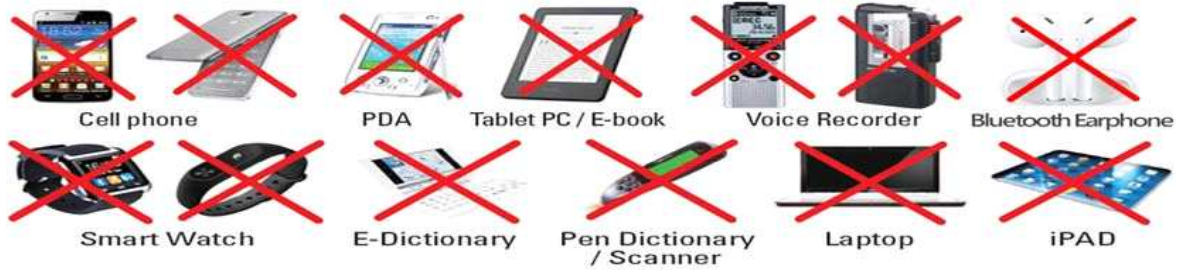 Cell phone
PDA
Tablet PC / E-book
Voice Recorder
Bluetooth Earphone
Smart Watch
E-Dictionary
Pen Dictionary
/ Scanner
Laptop
iPAD